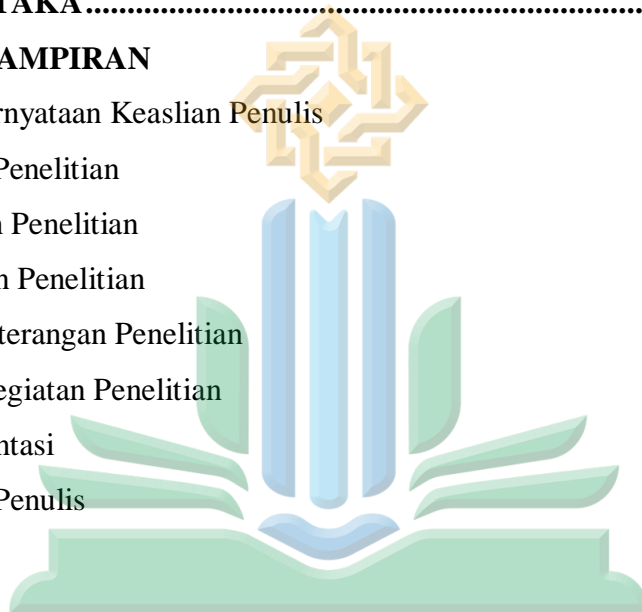 TAKA......................................................................
AMPIRAN
rnyataan Keaslian Penulis
Penelitian
n Penelitian
n Penelitian
terangan Penelitian
egiatan Penelitian
ntasi
Penulis